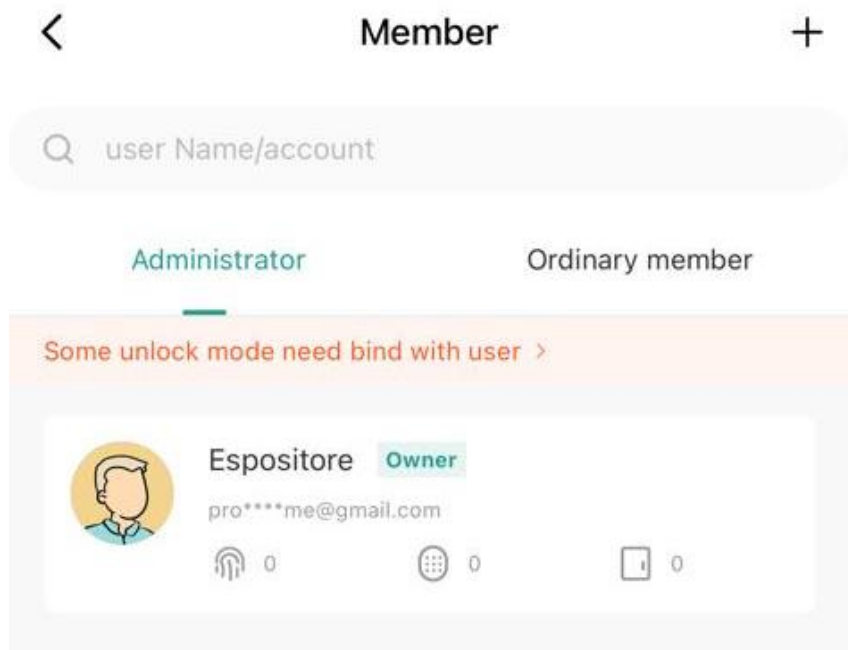 Member
user Name/account
Administrator Ordinary member
Some unlock mode need bind with user >
Espositore Owner
pro****me@gmail.com
0 0 0